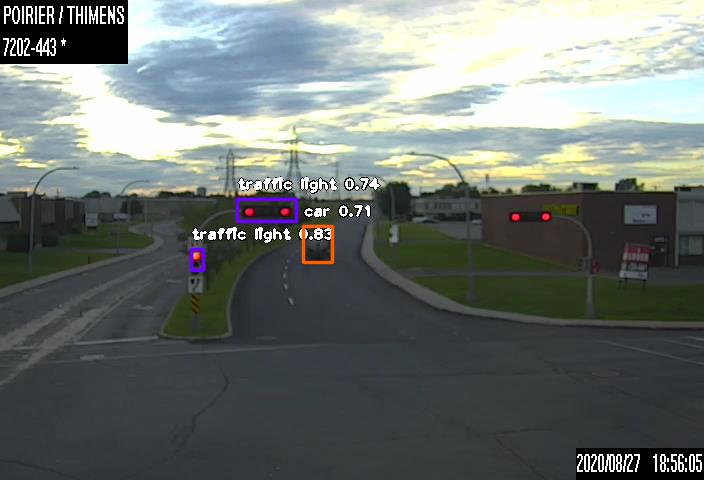 POIRIER / THIMENS
7202-443 *
traffic light 0.74
car 0.71
traffic light 0.83
2020/08/27 18:56:05